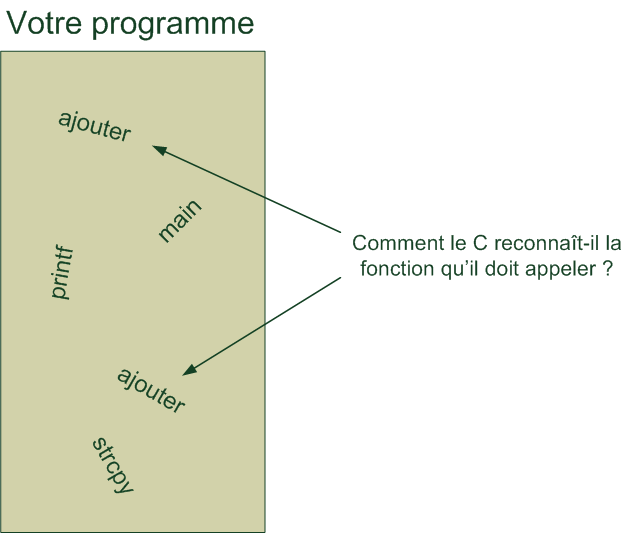 Votre programme
ajouter
main
printf
Comment le C reconnaît-il la
fonction qu'il doit appeler ?
ajouter
strcpy